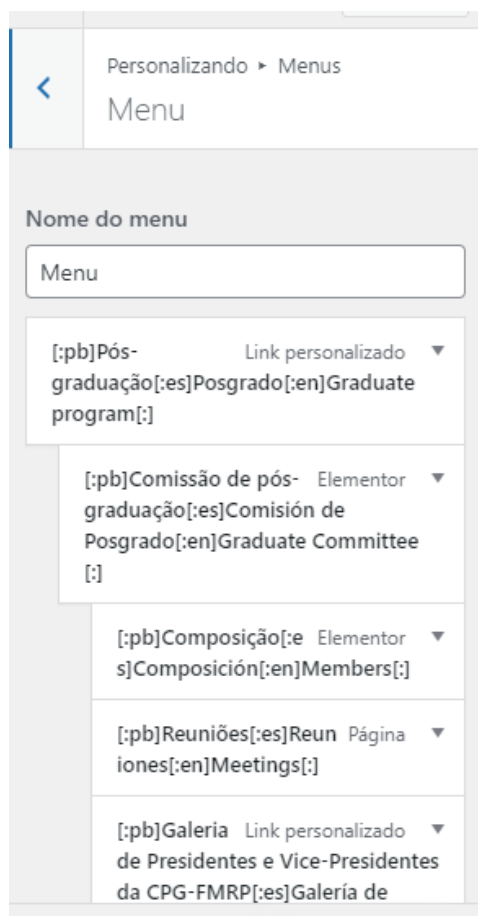 Personalizando ▸ Menus
Menu
Nome do menu
Menu
[:pb]Pós- Link personalizado ▼
graduação[:es]Posgrado[:en]Graduate
program[:]
[:pb]Comissão de pós- Elementor ▼
graduação[:es]Comisión de
Posgrado[:en]Graduate Committee
[:]
[:pb]Composição[:e Elementor ▼
s]Composición[:en]Members[:]
[:pb]Reuniões[:es]Reun Página ▼
iones[:en]Meetings[:]
[:pb]Galeria Link personalizado ▼
de Presidentes e Vice-Presidentes
da CPG-FMRP[:es]Galería de